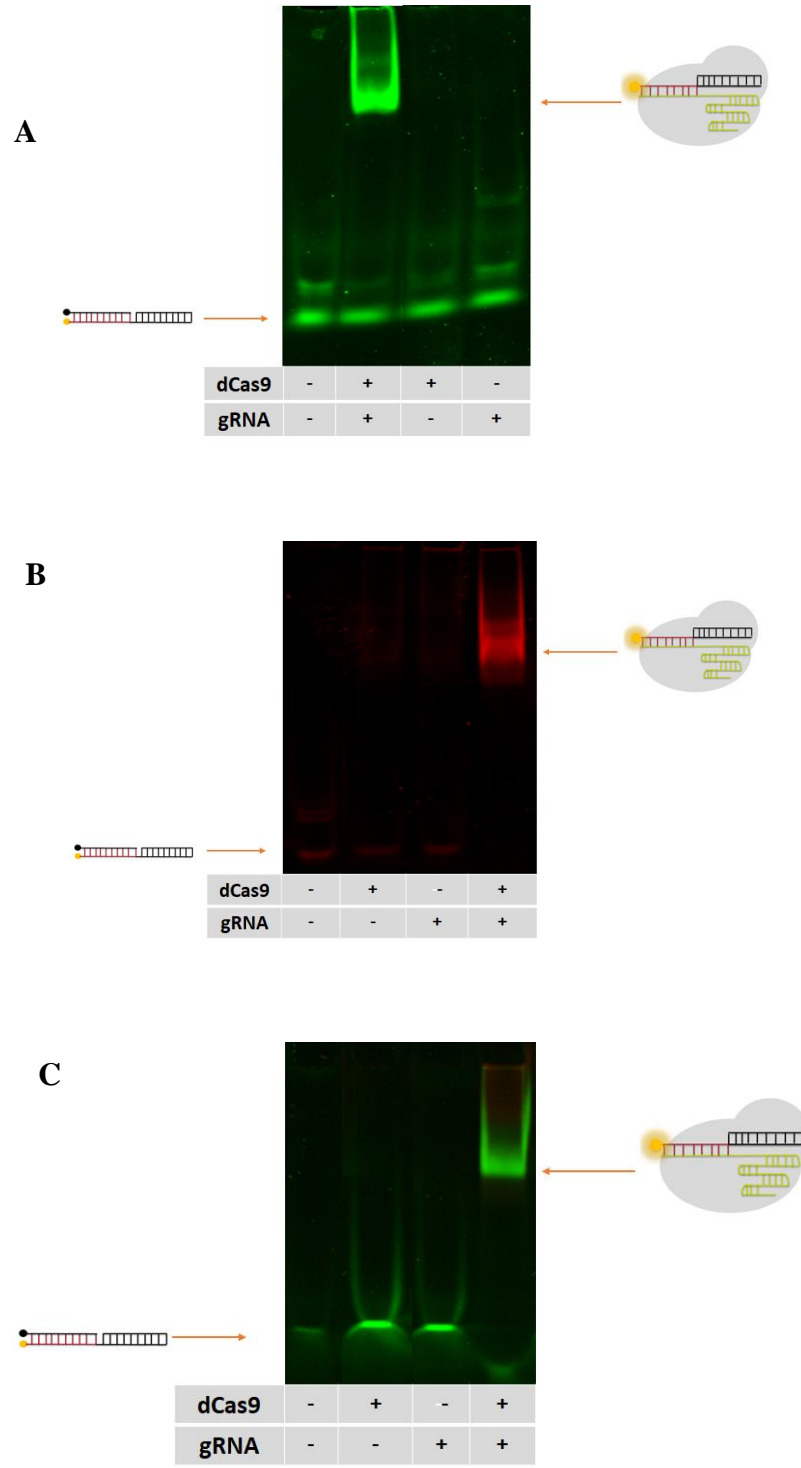 A
dCas9 - + + -
gRNA - + - +
B
dCas9 - + -- +
gRNA - - + +
C
dCas9 - + -- +
gRNA - - + +